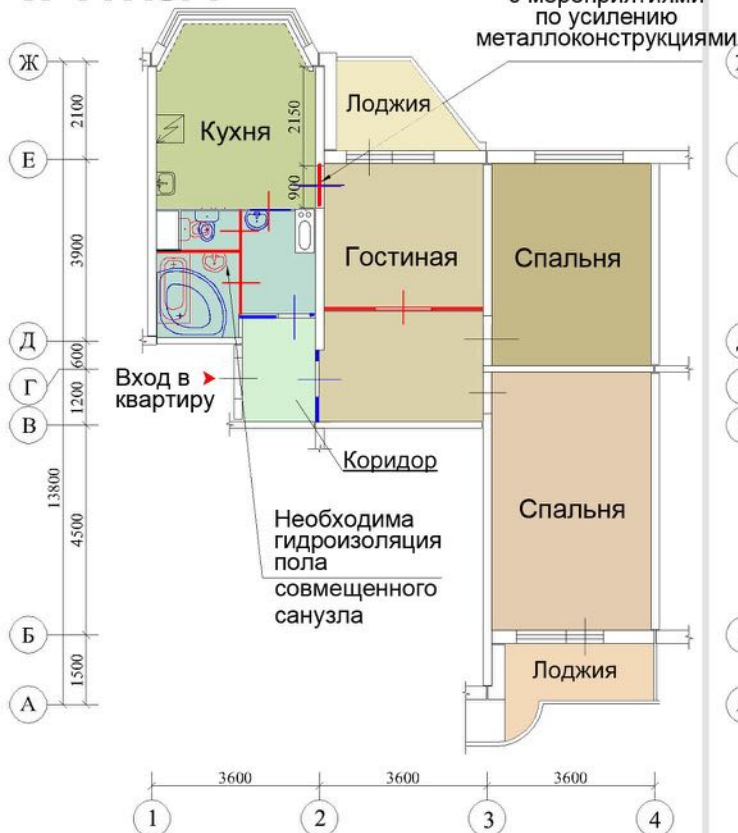 с мероприятиями
по усилению
металлоконструкциями
Ж
2100
Е
3900
Д
600
Г
1200
В
13800
4500
Б
1500
А
Лоджия
Кухня
2150
900
Гостиная
Спальня
Вход в
квартиру
Коридор
Необходима
гидроизоляция
пола
совмещенного
санузла
Спальня
Лоджия
3600
3600
3600
1
2
3
4